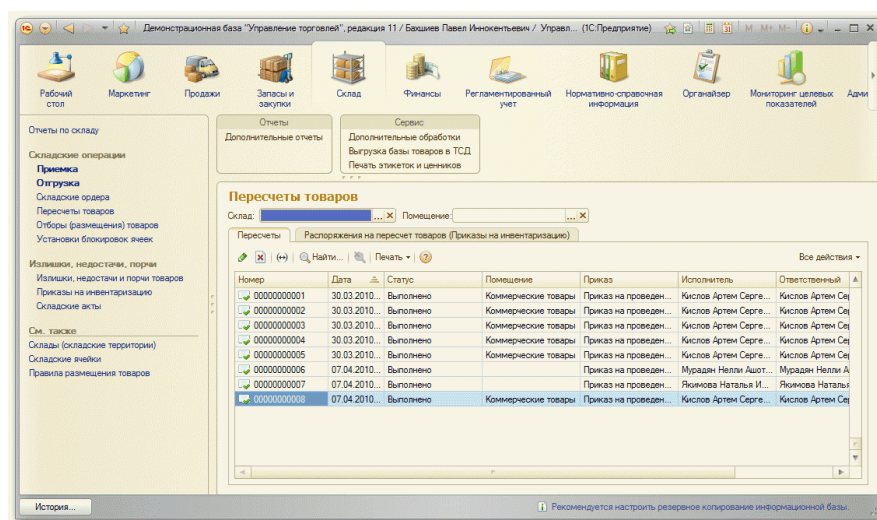 Демонстрационная база "Управление торговлей", редакция 11 / Бахшиев Павел Иннокентьевич / Управл... (1С:Предприятие)
M M+ M-
Рабочий стол
Маркетинг
Продажи
Запасы и закупки
Склад
Финансы
Регламентированный учет
Нормативно-справочная информация
Органайзер
Мониторинг целевых показателей
Адми
Отчеты по складу
Складские операции
Приемка
Отгрузка
Складские ордера
Пересчеты товаров
Отборы (размещения) товаров
Установки блокировок ячеек
Излишки, недостачи, порчи
Излишки, недостачи и порчи товаров
Приказы на инвентаризацию
Складские акты
См. также
Склады (складские территории)
Складские ячейки
Правила размещения товаров
Отчеты
Дополнительные отчеты
Сервис
Дополнительные обработки
Выгрузка базы товаров в ТСД
Печать этикеток и ценников
Пересчеты товаров
Склад: ... Помещение: ...
Пересчеты Распоряжения на пересчет товаров (Приказы на инвентаризацию)
Найти... Печать Все действия
Номер Дата Статус Помещение Приказ Исполнитель Ответственный
00000000001 30.03.2010... Выполнено Коммерческие товары Приказ на проведен... Кислов Артем Серге... Кислов Артем Сер
00000000002 30.03.2010... Выполнено Коммерческие товары Приказ на проведен... Кислов Артем Серге... Кислов Артем Сер
00000000003 30.03.2010... Выполнено Коммерческие товары Приказ на проведен... Кислов Артем Серге... Кислов Артем Сер
00000000004 30.03.2010... Выполнено Коммерческие товары Приказ на проведен... Кислов Артем Серге... Кислов Артем Сер
00000000005 30.03.2010... Выполнено Коммерческие товары Приказ на проведен... Кислов Артем Серге... Кислов Артем Сер
00000000006 07.04.2010... Выполнено Приказ на проведен... Мурадян Нелли Ашот... Мурадян Нелли А
00000000007 07.04.2010... Выполнено Приказ на проведен... Якимова Наталья И... Якимова Наталья
00000000008 07.04.2010... Выполнено Коммерческие товары Приказ на проведен... Кислов Артем Серге... Кислов Артем Сер
История... Рекомендуется настроить резервное копирование информационной базы.